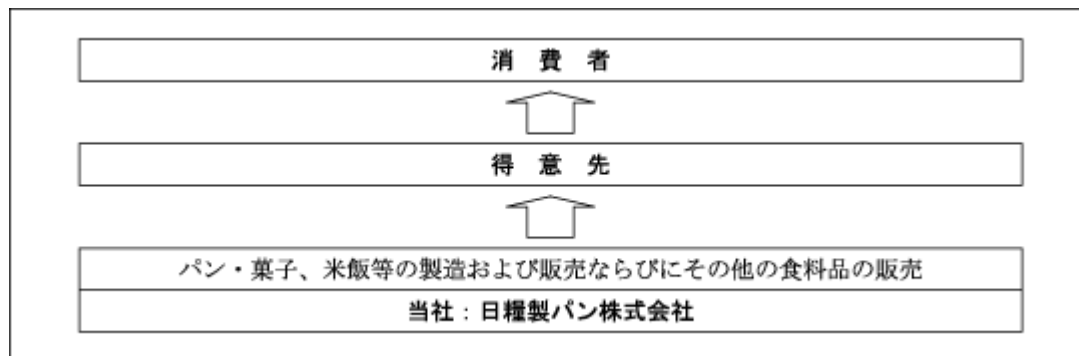 消 費 者
得 意 先
パン・菓子、米飯等の製造および販売ならびにその他の食料品の販売
当社：日糧製パン株式会社